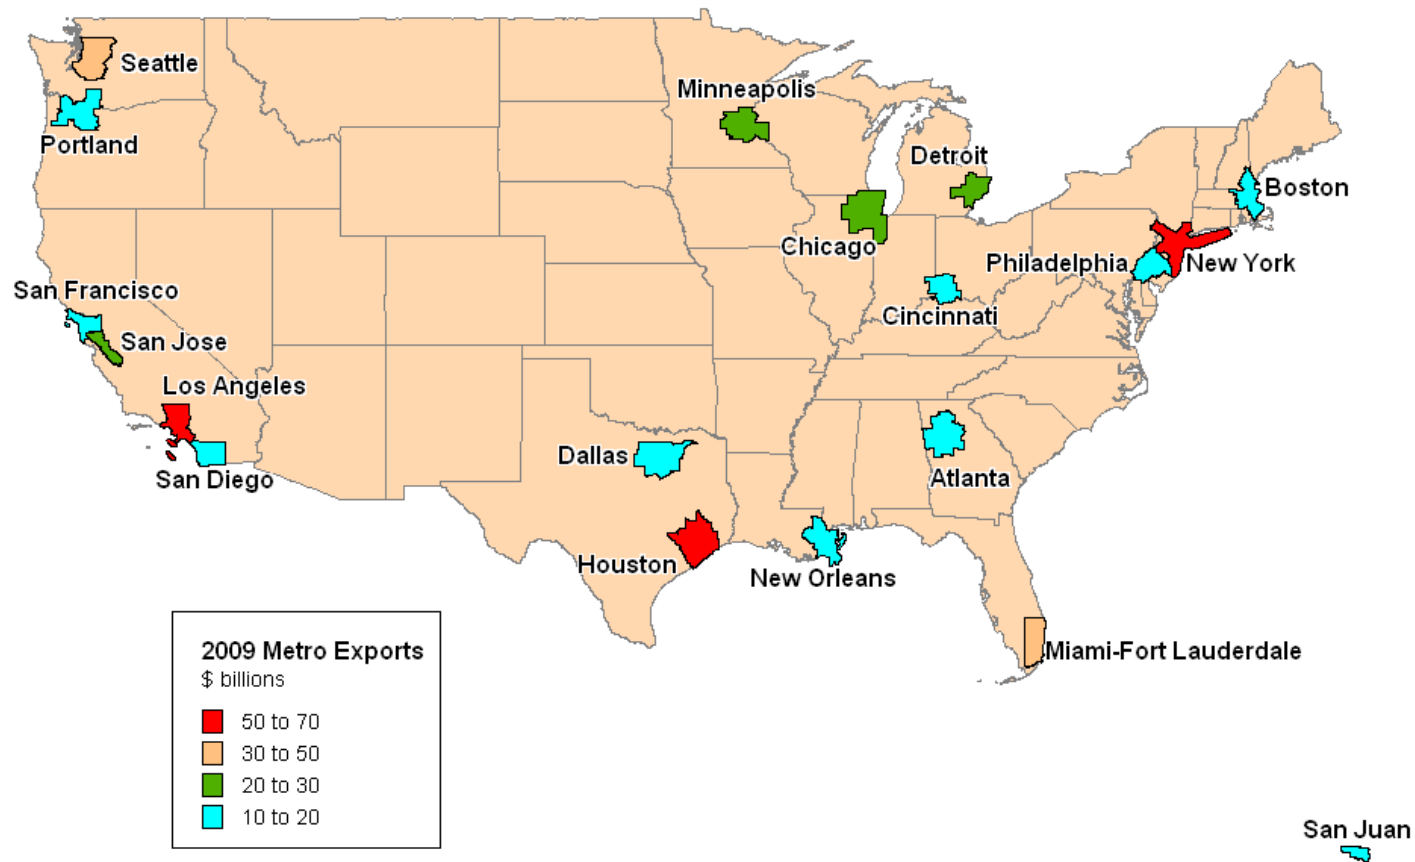 Seattle
Minneapolis
Portland
Detroit
Boston
Chicago
Philadelphia
New York
San Francisco
Cincinnati
San Jose
Los Angeles
Dallas
San Diego
Atlanta
Houston
New Orleans
Miami-Fort Lauderdale
2009 Metro Exports
$ billions
50 to 70
30 to 50
20 to 30
10 to 20
San Juan